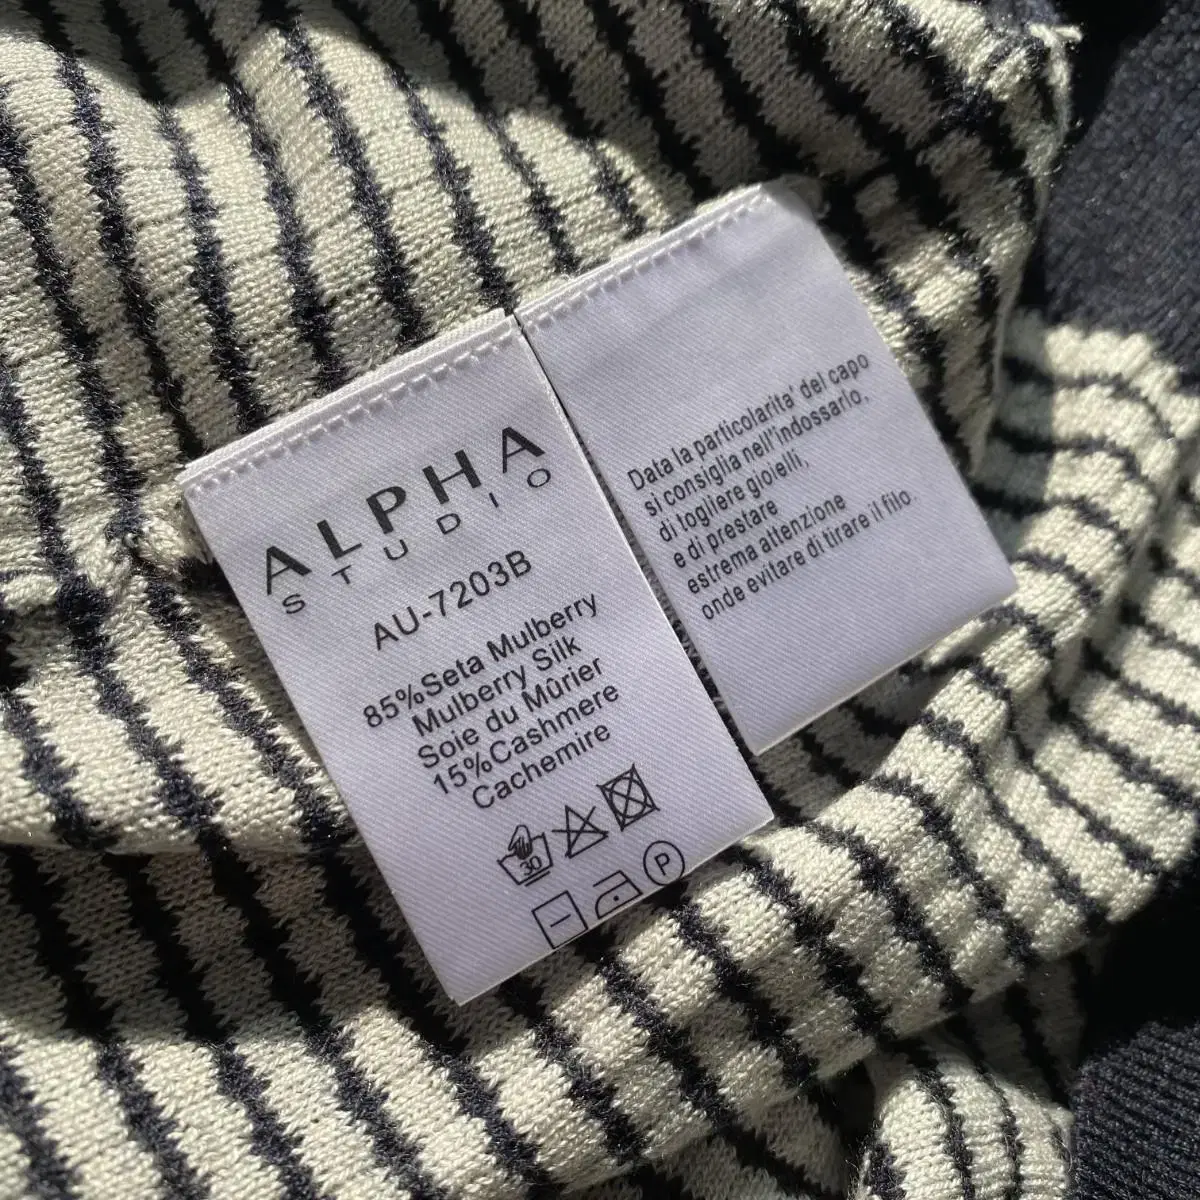 ALPHA
STUDIO
AU-7203B
85%Seta Mulberry
Mulberry Silk
Soie du Mûrier
15%Cashmere
Cachemire
30
P
Data la particolarita' del capo
si consiglia nell'indossarlo,
di togliere gioielli,
e di prestare
estrema attenzione
onde evitare di tirare il filo.